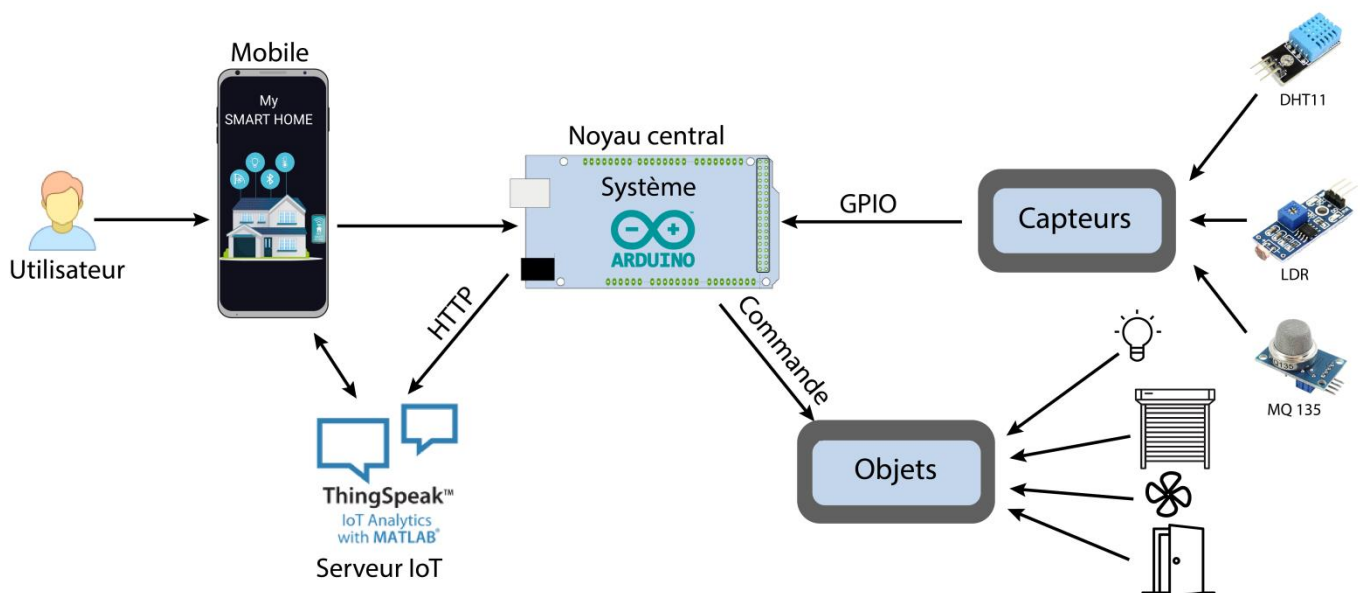 Mobile
My
SMART HOME
Utilisateur
Noyau central
Système
ARDUINO
HTTP
GPIO
Commande
Capteurs
DHT11
LDR
MQ 135
Objets
ThingSpeak™
IoT Analytics
with MATLAB®
Serveur IoT